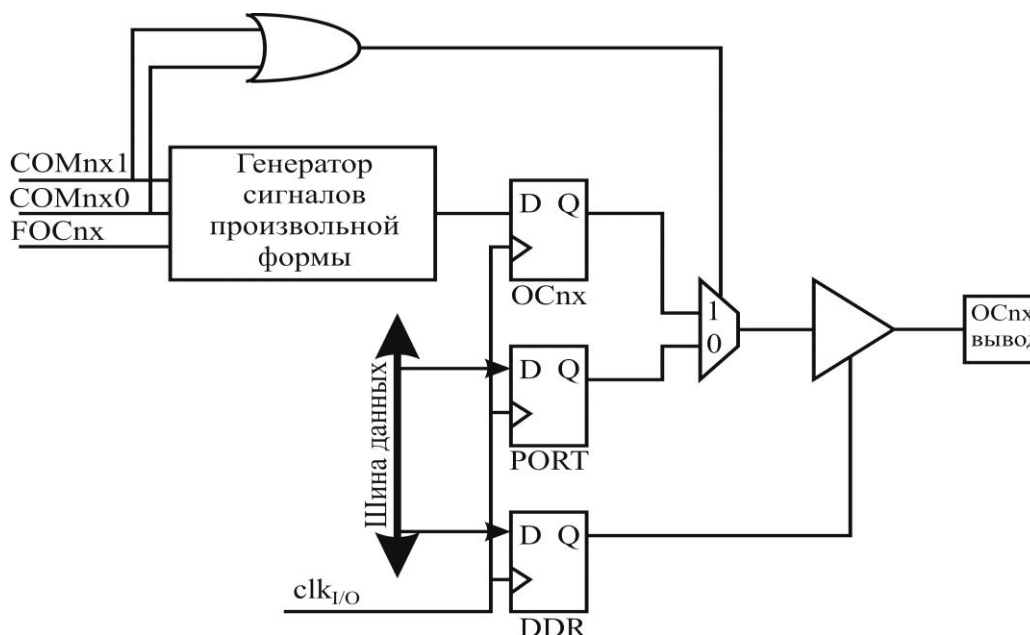 COMnx1
COMnx0
FOCnx
Генератор
сигналов
произвольной
формы
D Q
OCnx
1
0
OCnx
вывод
Шина данных
D Q
PORT
D Q
clkI/O
DDR